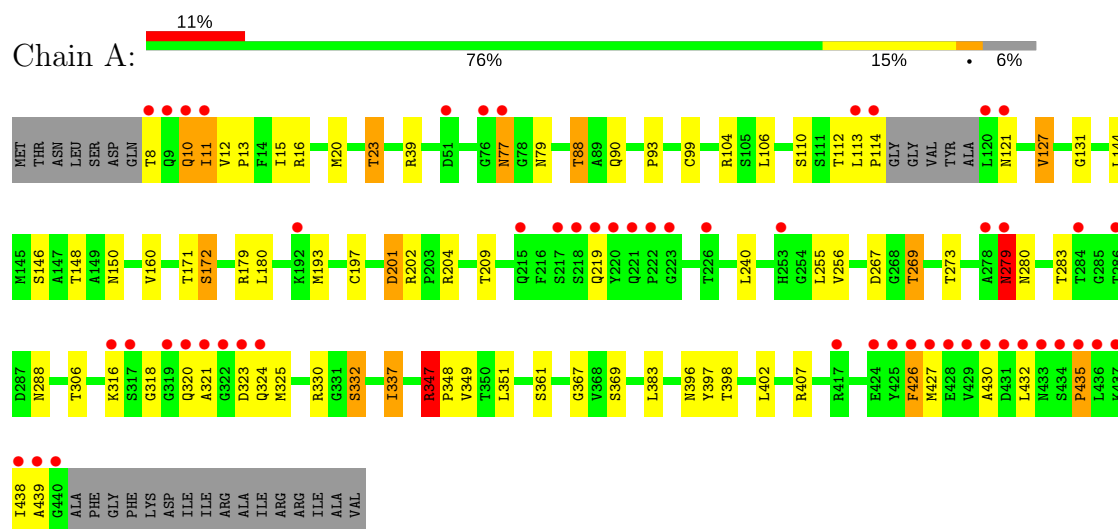 11%
Chain A:
76% 15% • 6%
MET THR ASN LEU SER ASP GLN T8 Q9 Q10 I11 V12 P13 F14 I15 R16 M20 T23 R39 D51 G76 N77 G78 N79 T88 A89 Q90 P93 C99 R104 S105 L106 S110 S111 T112 L113 P114 GLY GLY VAL TYR ALA L120 N121 V127 G131 L144
M145 S146 A147 T148 A149 N150 V160 T171 S172 R179 L180 K192 M193 C197 D201 R202 P203 R204 T209 Q215 F216 S217 S218 Q219 Y220 Q221 P222 G223 T226 L240 H253 G254 L255 V256 D267 G268 T269 T273 A278 N279 N280 T283 T284 G285 T286
D287 N288 T306 K316 S317 G318 G319 Q320 A321 G322 D323 Q324 M325 R330 G331 S332 I337 R347 P348 V349 T350 L351 S361 G367 V368 S369 L383 N396 Y397 T398 L402 R407 R417 E424 Y425 F426 M427 E428 V429 A430 D431 L432 N433 S434 P435 L436 K437
I438 A439 G440 ALA PHE GLY PHE LYS ASP ILE ILE ARG ALA ILE ARG ARG ILE ALA VAL